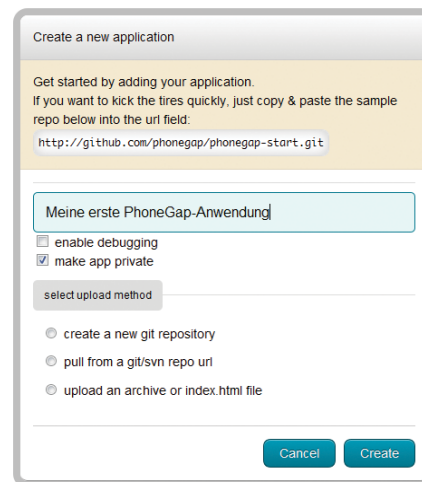 Create a new application
Get started by adding your application.
If you want to kick the tires quickly, just copy & paste the sample
repo below into the url field:
http://github.com/phonegap/phonegap-start.git
Meine erste PhoneGap-Anwendung
enable debugging
make app private
select upload method
create a new git repository
pull from a git/svn repo url
upload an archive or index.html file
Cancel Create